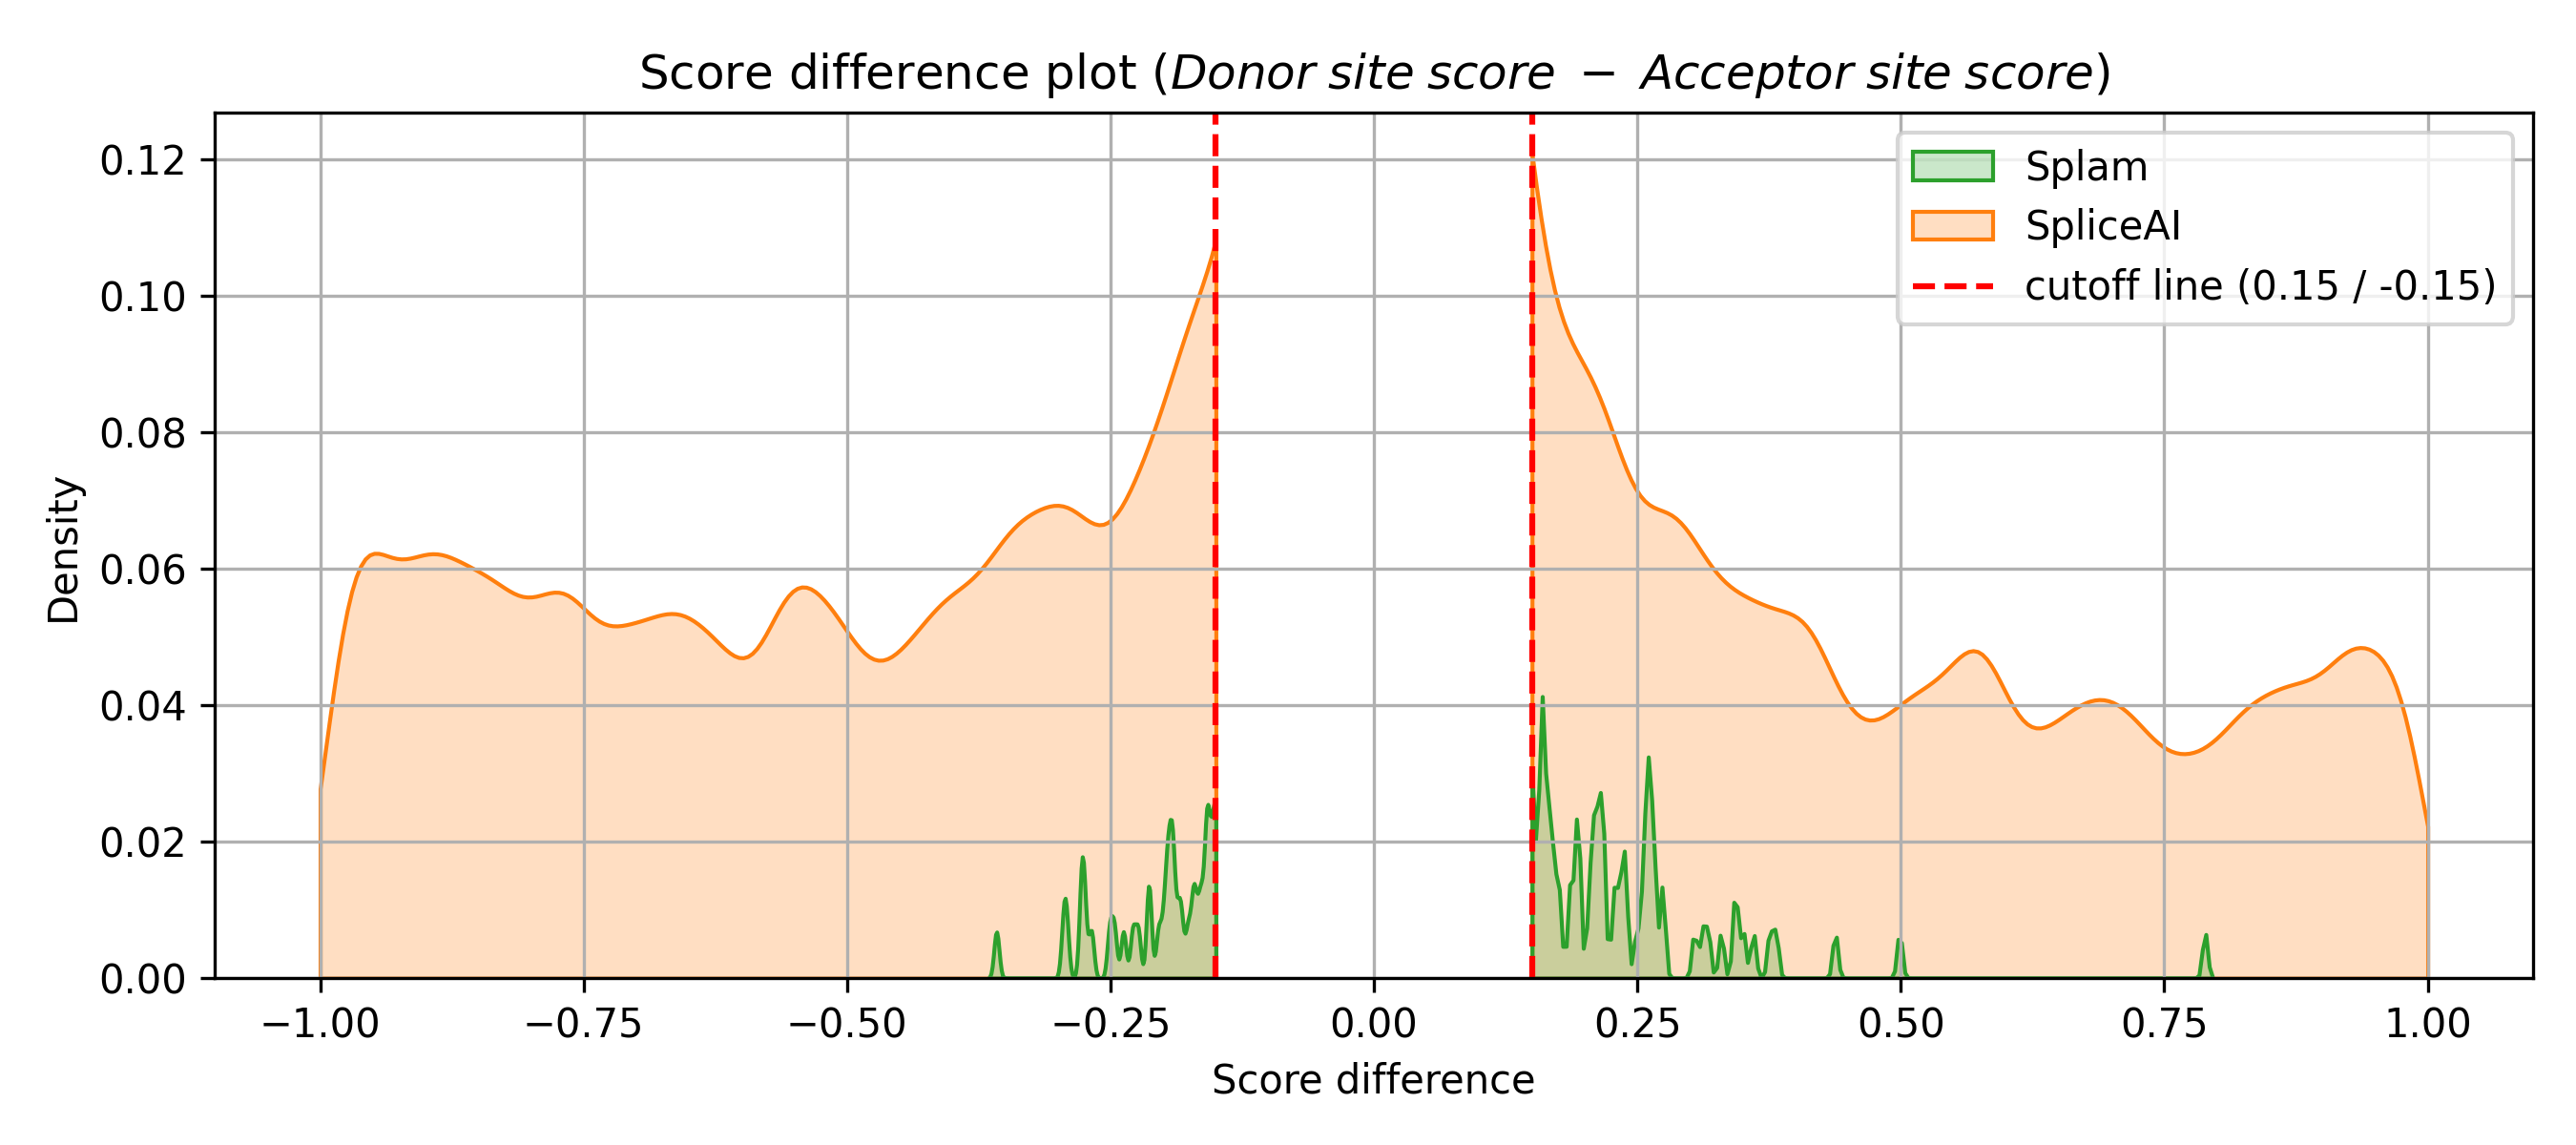 Score difference plot (Donor site score − Acceptor site score)
Splam
SpliceAI
cutoff line (0.15 / -0.15)
Density
0.12
0.10
0.08
0.06
0.04
0.02
0.00
−1.00 −0.75 −0.50 −0.25 0.00 0.25 0.50 0.75 1.00
Score difference